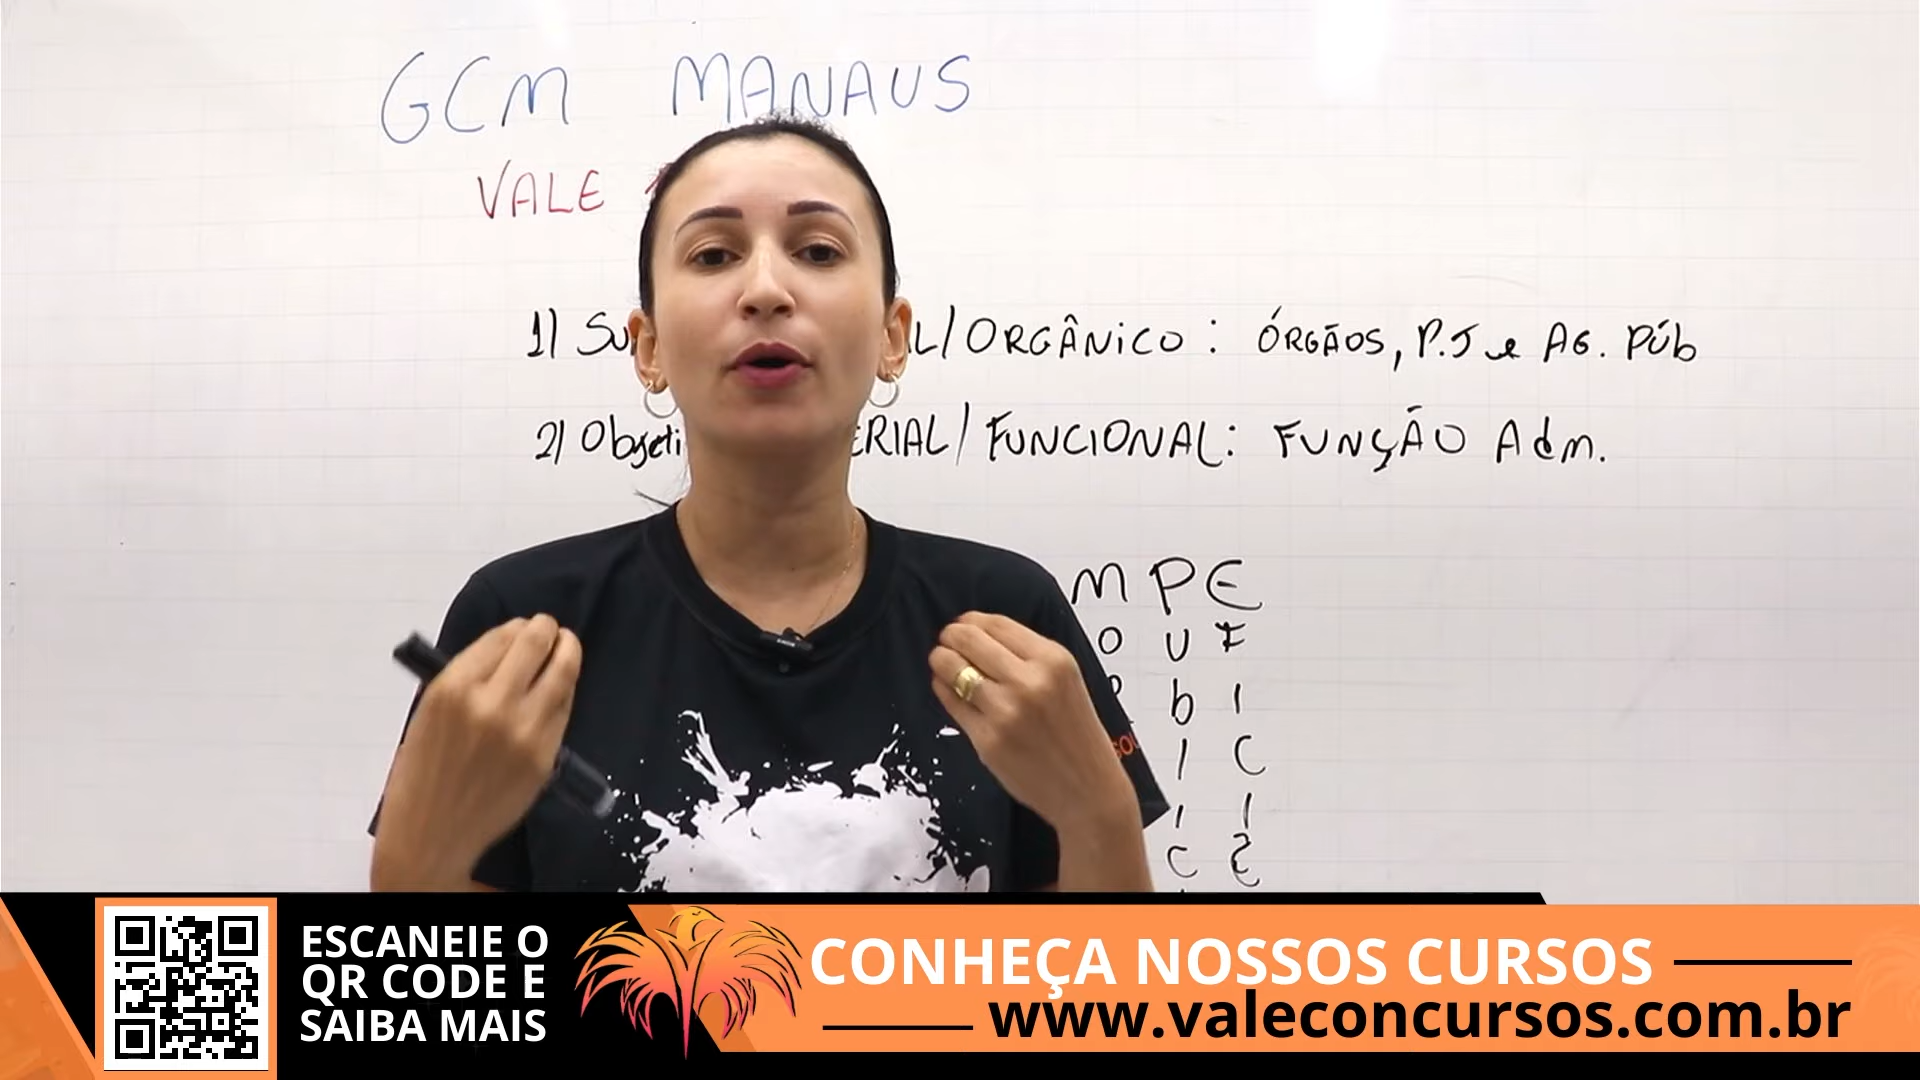 GCM MANAUS
VALE
1) Su L/ORGÂNICO: ÓRGÃOS, P.J e AG. PÚB
2) Objeti ERIAL/FUNCIONAL: FUNÇÃO Adm.
M P E
O U F
b I
I C
I I
C Ê
SOU
ESCANEIE O
QR CODE E
SAIBA MAIS
CONHEÇA NOSSOS CURSOS
www.valeconcursos.com.br